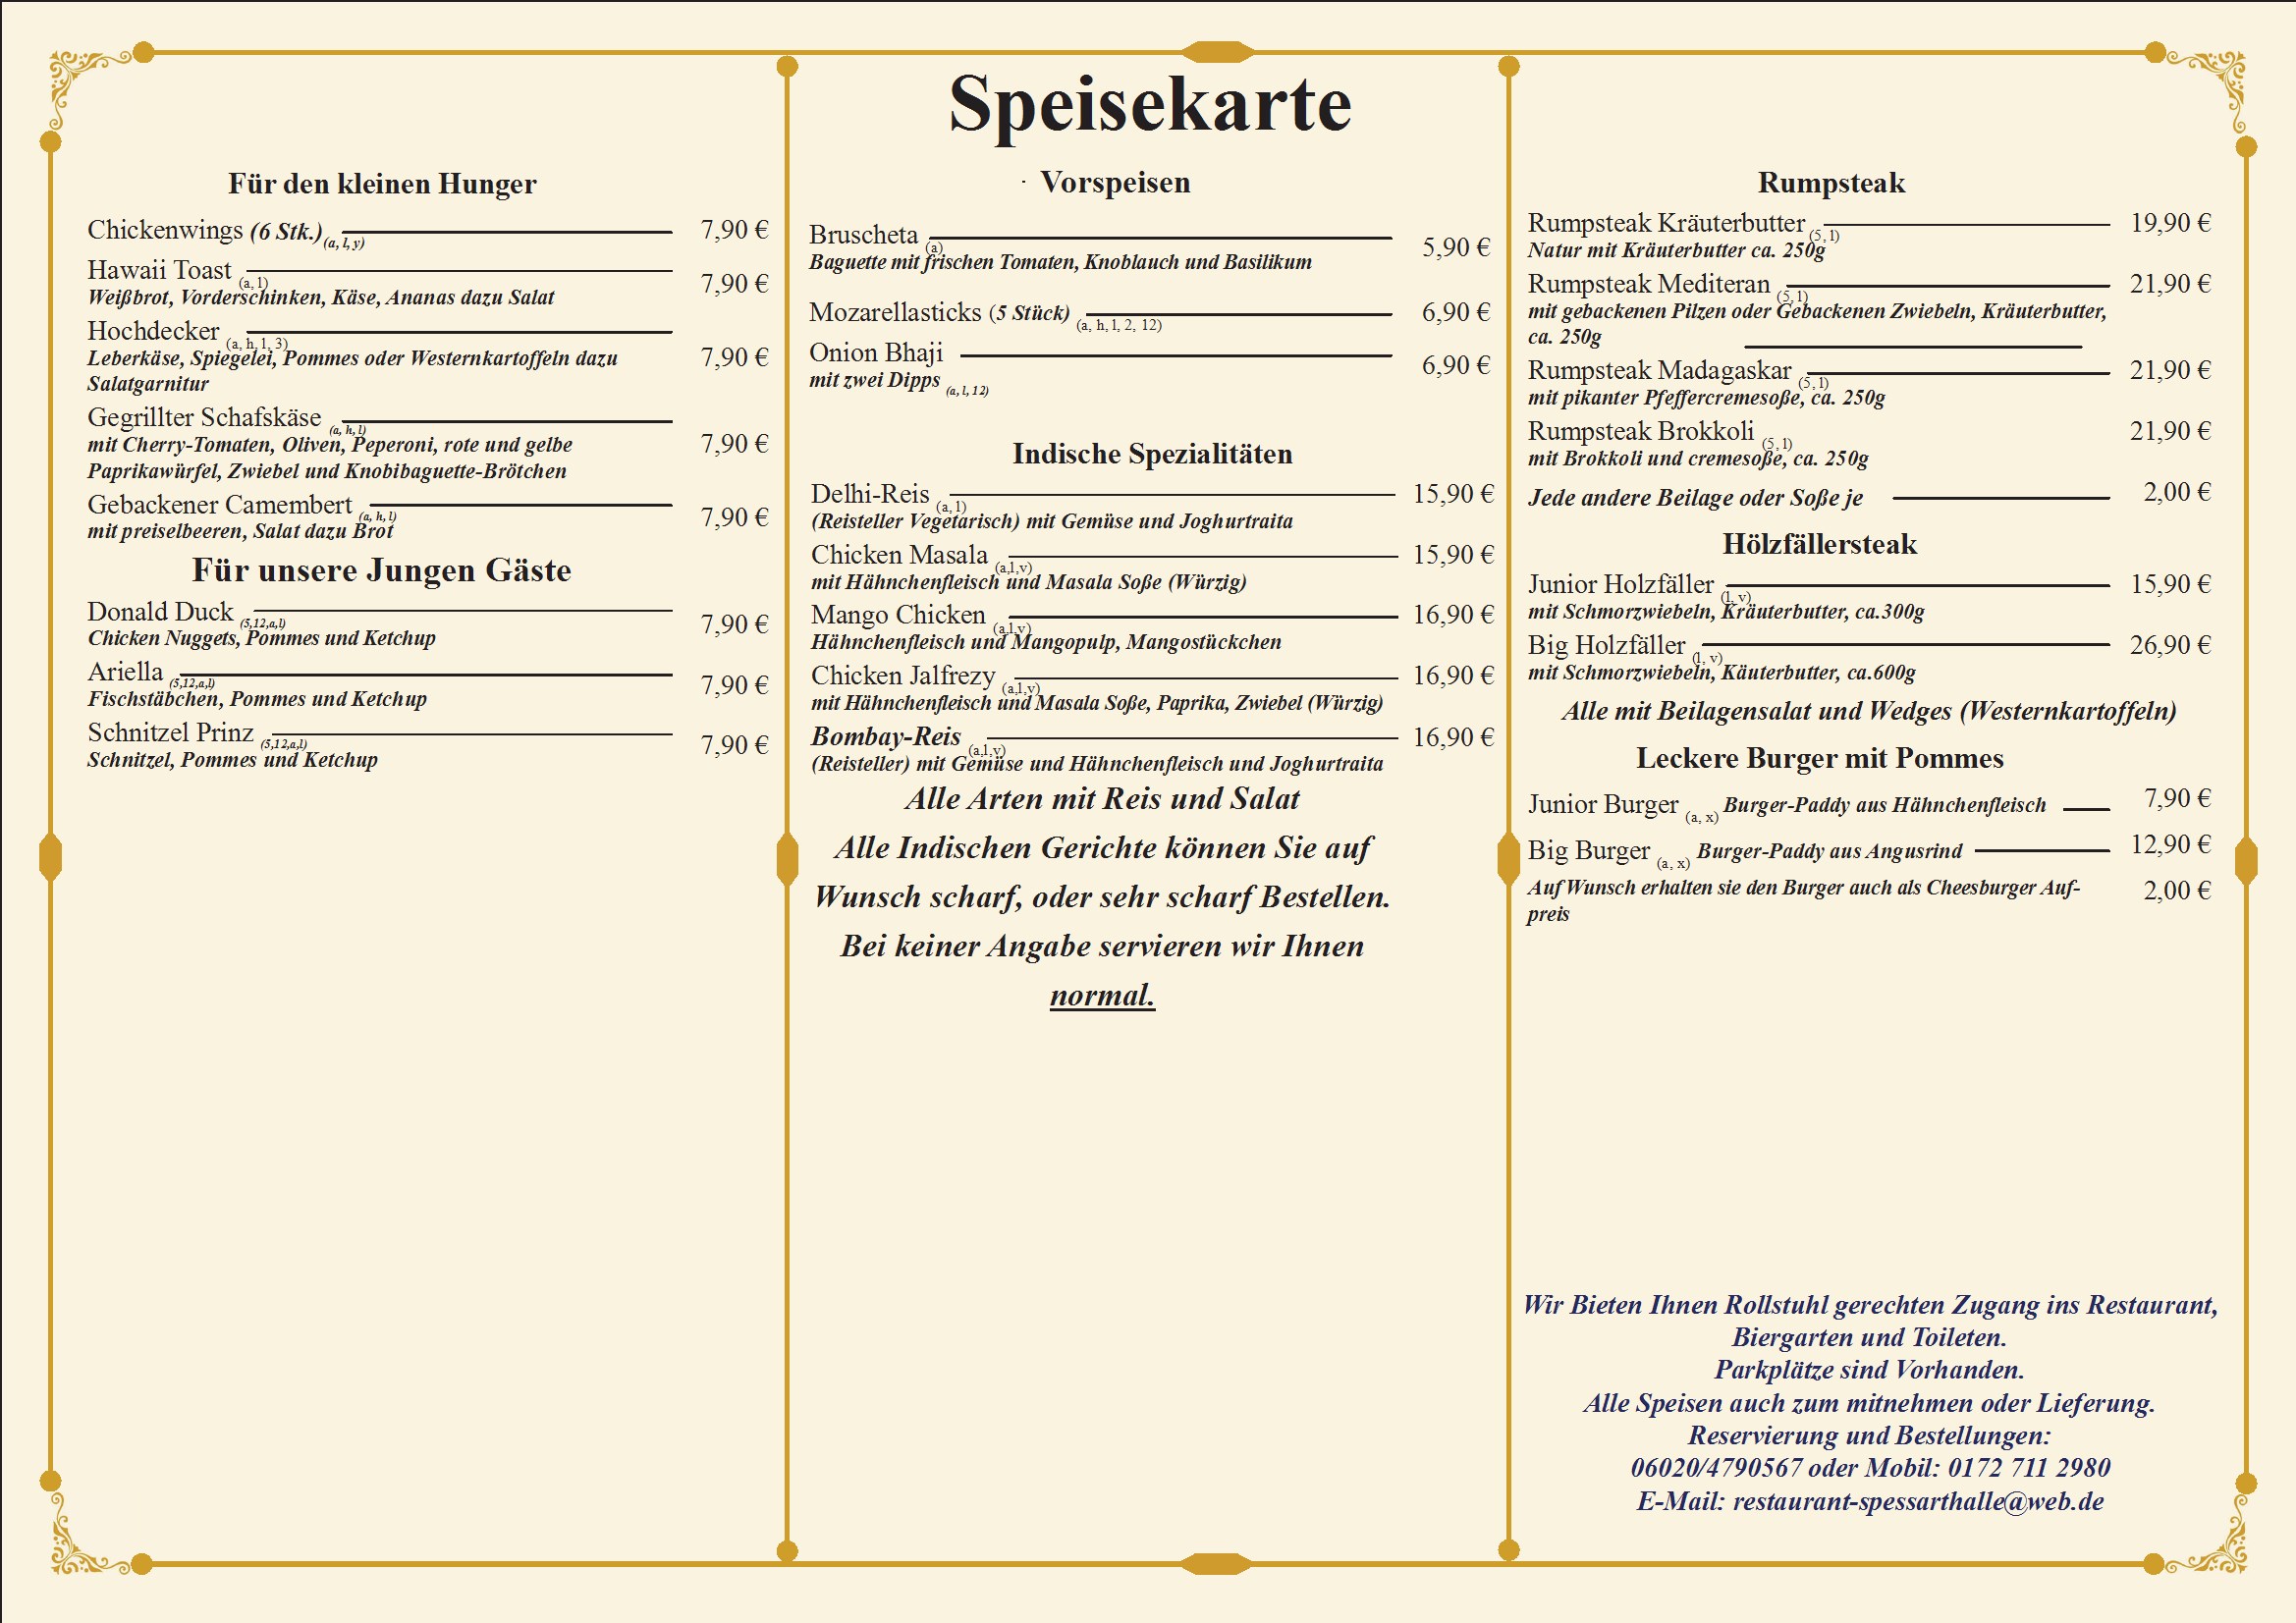 Speisekarte
Für den kleinen Hunger
Chickenwings (6 Stk.) (a, l, y) 7,90 €
Hawaii Toast (a, l) 7,90 €
Weißbrot, Vorderschinken, Käse, Ananas dazu Salat
Hochdecker (a, h, l, 3)
Leberkäse, Spiegelei, Pommes oder Westernkartoffeln dazu 7,90 €
Salatgarnitur
Gegrillter Schafskäse (a, h, l)
mit Cherry-Tomaten, Oliven, Peperoni, rote und gelbe 7,90 €
Paprikawürfel, Zwiebel und Knobibaguette-Brötchen
Gebackener Camembert (a, h, l) 7,90 €
mit preiselbeeren, Salat dazu Brot
Für unsere Jungen Gäste
Donald Duck (5,12,a,l) 7,90 €
Chicken Nuggets, Pommes und Ketchup
Ariella (5,12,a,l) 7,90 €
Fischstäbchen, Pommes und Ketchup
Schnitzel Prinz (5,12,a,l) 7,90 €
Schnitzel, Pommes und Ketchup
· Vorspeisen
Bruscheta (a) 5,90 €
Baguette mit frischen Tomaten, Knoblauch und Basilikum
Mozarellasticks (5 Stück) (a, h, l, 2, 12) 6,90 €
Onion Bhaji 6,90 €
mit zwei Dipps (a, l, 12)
Indische Spezialitäten
Delhi-Reis (a, l) 15,90 €
(Reisteller Vegetarisch) mit Gemüse und Joghurtraita
Chicken Masala (a,l,v) 15,90 €
mit Hähnchenfleisch und Masala Soße (Würzig)
Mango Chicken (a,l,v) 16,90 €
Hähnchenfleisch und Mangopulp, Mangostückchen
Chicken Jalfrezy (a,l,v) 16,90 €
mit Hähnchenfleisch und Masala Soße, Paprika, Zwiebel (Würzig)
Bombay-Reis (a,l,v) 16,90 €
(Reisteller) mit Gemüse und Hähnchenfleisch und Joghurtraita
Alle Arten mit Reis und Salat
Alle Indischen Gerichte können Sie auf
Wunsch scharf, oder sehr scharf Bestellen.
Bei keiner Angabe servieren wir Ihnen
normal.
Rumpsteak
Rumpsteak Kräuterbutter (5, l) 19,90 €
Natur mit Kräuterbutter ca. 250g
Rumpsteak Mediteran (5, l) 21,90 €
mit gebackenen Pilzen oder Gebackenen Zwiebeln, Kräuterbutter,
ca. 250g
Rumpsteak Madagaskar (5, l) 21,90 €
mit pikanter Pfeffercremesoße, ca. 250g
Rumpsteak Brokkoli (5, l) 21,90 €
mit Brokkoli und cremesoße, ca. 250g
Jede andere Beilage oder Soße je 2,00 €
Hölzfällersteak
Junior Holzfäller (l, v) 15,90 €
mit Schmorzwiebeln, Kräuterbutter, ca.300g
Big Holzfäller (l, v) 26,90 €
mit Schmorzwiebeln, Käuterbutter, ca.600g
Alle mit Beilagensalat und Wedges (Westernkartoffeln)
Leckere Burger mit Pommes
Junior Burger (a, x) Burger-Paddy aus Hähnchenfleisch 7,90 €
Big Burger (a, x) Burger-Paddy aus Angusrind 12,90 €
Auf Wunsch erhalten sie den Burger auch als Cheesburger Auf- 2,00 €
preis
Wir Bieten Ihnen Rollstuhl gerechten Zugang ins Restaurant,
Biergarten und Toileten.
Parkplätze sind Vorhanden.
Alle Speisen auch zum mitnehmen oder Lieferung.
Reservierung und Bestellungen:
06020/4790567 oder Mobil: 0172 711 2980
E-Mail: restaurant-spessarthalle@web.de